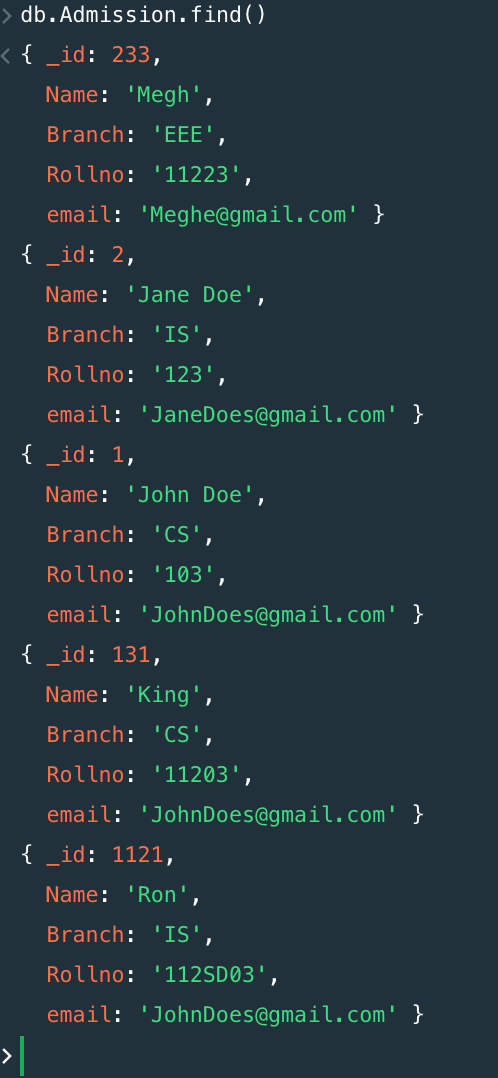 > db.Admission.find()
< { _id: 233,
Name: 'Megh',
Branch: 'EEE',
Rollno: '11223',
email: 'Meghe@gmail.com' }
{ _id: 2,
Name: 'Jane Doe',
Branch: 'IS',
Rollno: '123',
email: 'JaneDoes@gmail.com' }
{ _id: 1,
Name: 'John Doe',
Branch: 'CS',
Rollno: '103',
email: 'JohnDoes@gmail.com' }
{ _id: 131,
Name: 'King',
Branch: 'CS',
Rollno: '11203',
email: 'JohnDoes@gmail.com' }
{ _id: 1121,
Name: 'Ron',
Branch: 'IS',
Rollno: '112SD03',
email: 'JohnDoes@gmail.com' }
>